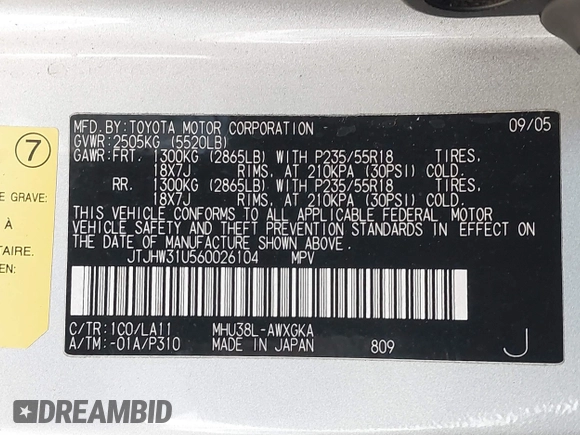 MFD.BY:TOYOTA MOTOR CORPORATION 09/05
GVWR:2505KG (5520LB)
GAWR:FRT. 1300KG (2865LB) WITH P235/55R18 TIRES,
18X7J RIMS, AT 210KPA (30PSI) COLD.
RR. 1300KG (2865LB) WITH P235/55R18 TIRES,
18X7J RIMS, AT 210KPA (30PSI) COLD.
THIS VEHICLE CONFORMS TO ALL APPLICABLE FEDERAL MOTOR
VEHICLE SAFETY AND THEFT PREVENTION STANDARDS IN
EFFECT ON THE DATE OF MANUFACTURE SHOWN ABOVE.
JTJHW31U560026104 MPV
C/TR:1C0/LA11 MHU38L-AWXGKA
A/TM:-01A/P310 MADE IN JAPAN 809 J
7
E GRAVE:
À
TAIRE.
EN:
DREAMBID